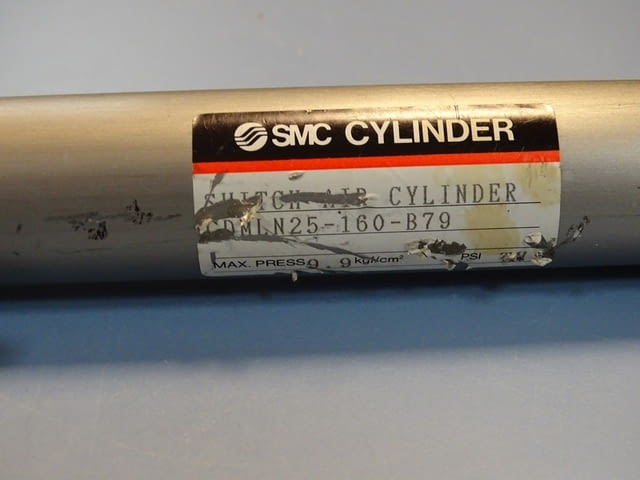 SMC CYLINDER
SWITCH AIR CYLINDER
CDMLN25-160-B79
MAX. PRESS 9.9 kgf/cm² PSI